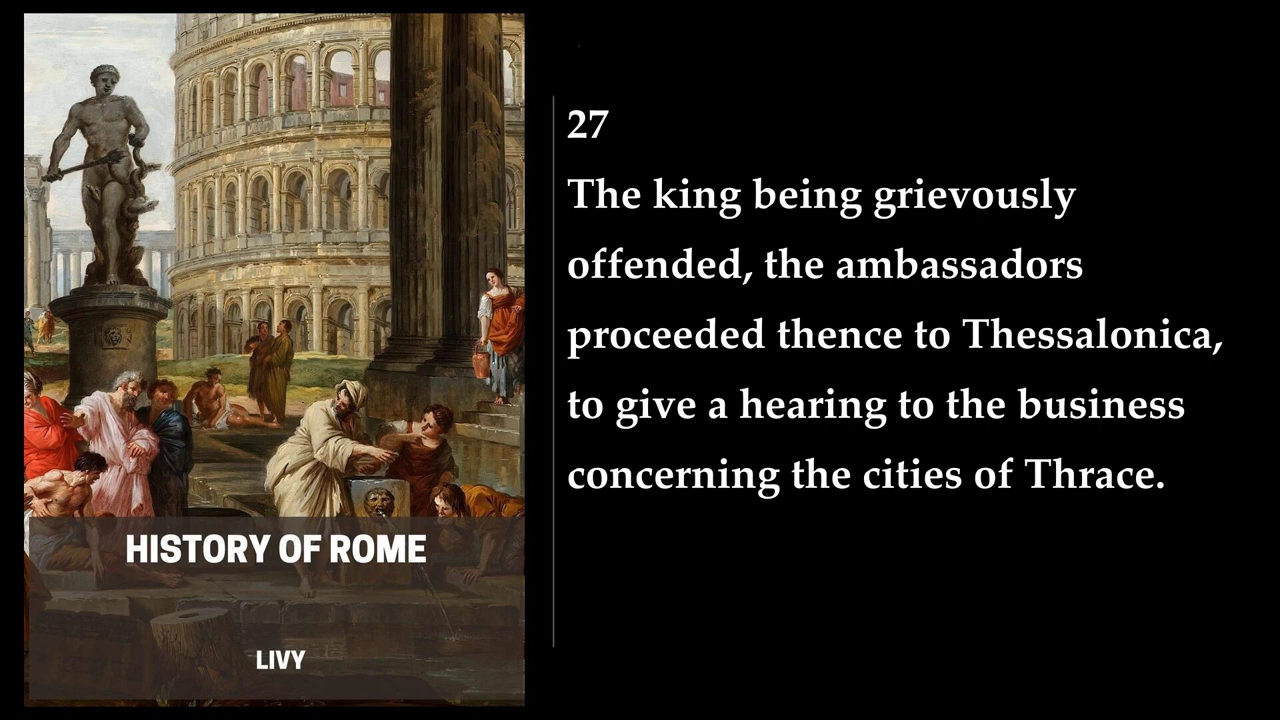 HISTORY OF ROME
LIVY
27
The king being grievously
offended, the ambassadors
proceeded thence to Thessalonica,
to give a hearing to the business
concerning the cities of Thrace.